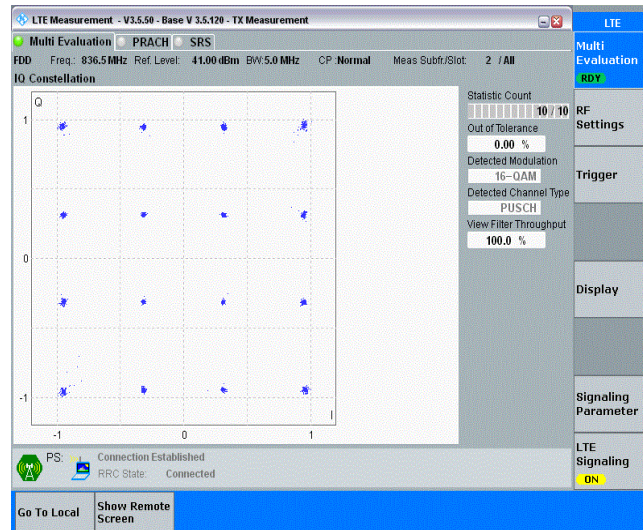 LTE Measurement - V3.5.50 - Base V 3.5.120 - TX Measurement
LTE
Multi Evaluation PRACH SRS
Multi
Evaluation
RDY
FDD Freq.: 836.5 MHz Ref. Level: 41.00 dBm BW: 5.0 MHz CP :Normal Meas Subfr./Slot: 2 / All
IQ Constellation
Statistic Count
10 / 10
Out of Tolerance
0.00 %
Detected Modulation
16-QAM
Detected Channel Type
PUSCH
View Filter Throughput
100.0 %
Q
1
0
-1
I
-1 0 1
RF
Settings
Trigger
Display
Signaling
Parameter
LTE
Signaling
ON
PS: Connection Established
RRC State: Connected
Go To Local
Show Remote
Screen